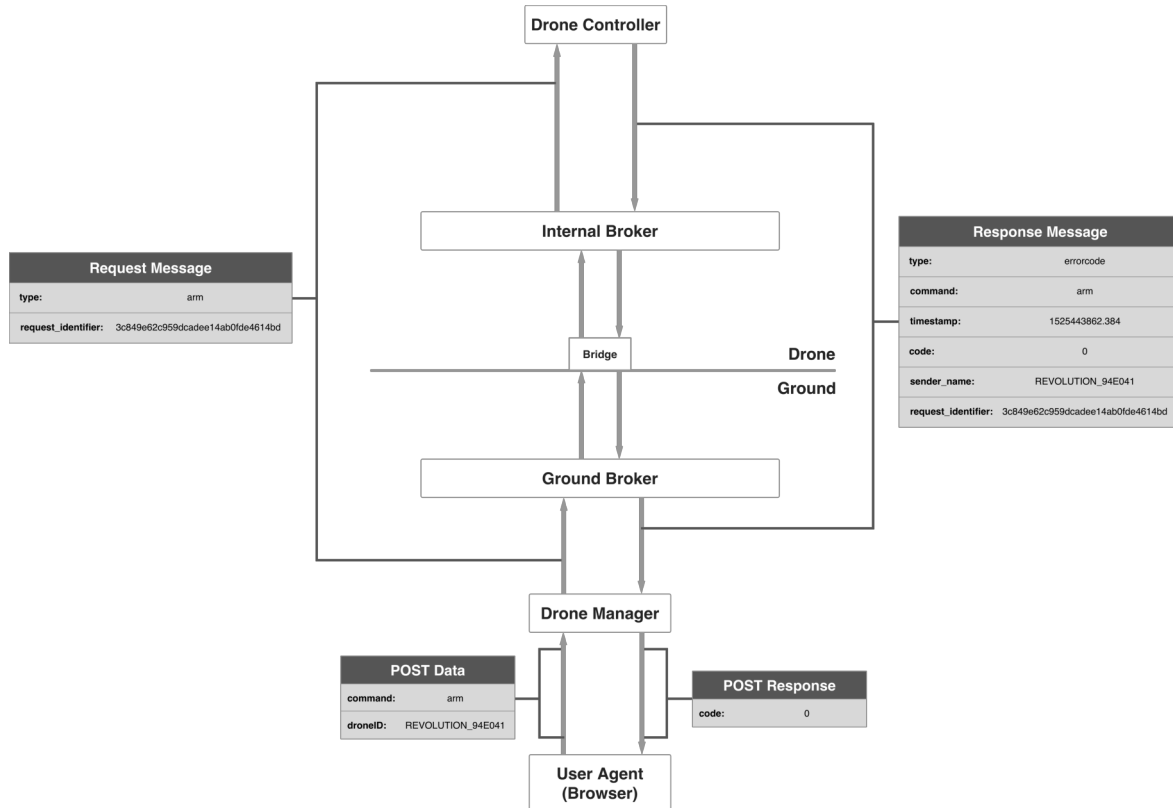 Drone Controller
Internal Broker
Request Message
type: arm
request_identifier: 3c849e62c959dcadee14ab0fde4614bd
Response Message
type: errorcode
command: arm
timestamp: 1525443862.384
code: 0
sender_name: REVOLUTION_94E041
request_identifier: 3c849e62c959dcadee14ab0fde4614bd
Bridge
Drone
Ground
Ground Broker
Drone Manager
POST Data
command: arm
droneID: REVOLUTION_94E041
POST Response
code: 0
User Agent
(Browser)